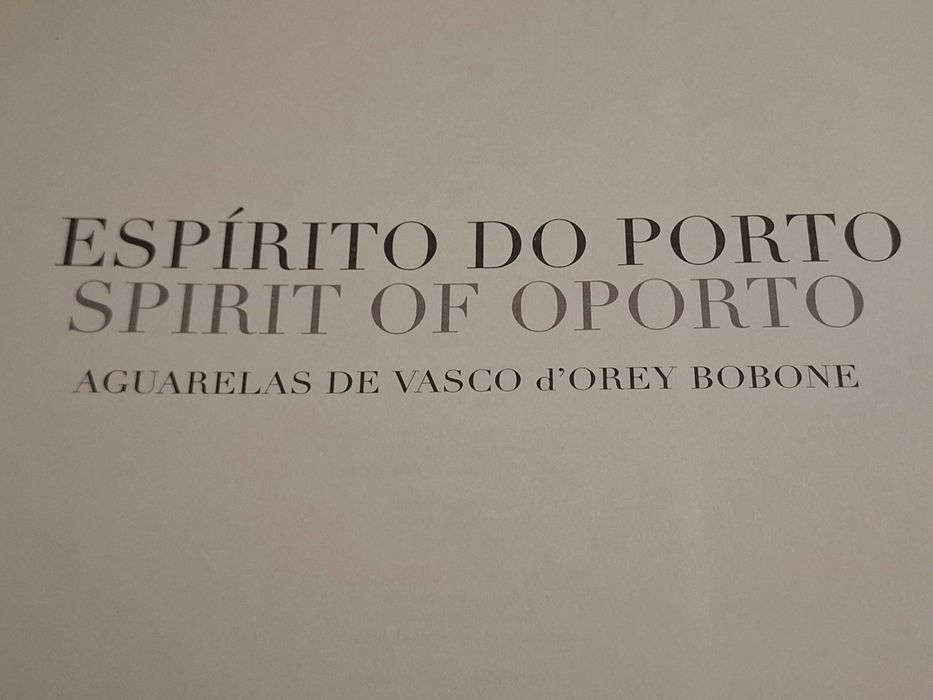 ESPÍRITO DO PORTO
SPIRIT OF OPORTO
AGUARELAS DE VASCO d'OREY BOBONE